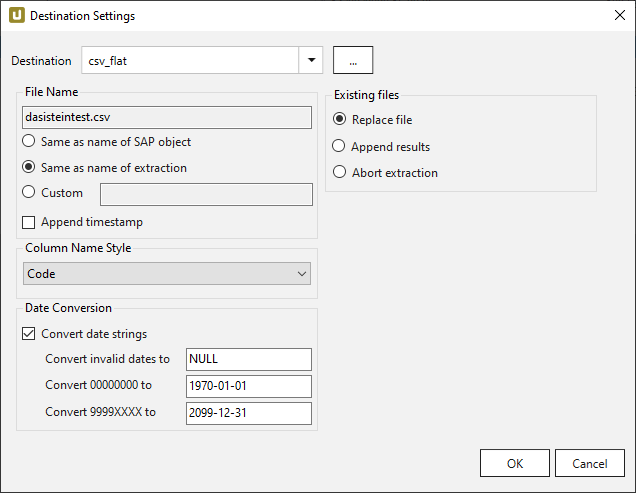 U Destination Settings
Destination csv_flat ...
File Name
dasisteintest.csv
Same as name of SAP object
Same as name of extraction
Custom
Append timestamp
Existing files
Replace file
Append results
Abort extraction
Column Name Style
Code
Date Conversion
Convert date strings
Convert invalid dates to NULL
Convert 00000000 to 1970-01-01
Convert 9999XXXX to 2099-12-31
OK Cancel